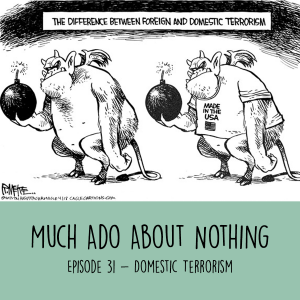 THE DIFFERENCE BETWEEN FOREIGN AND DOMESTIC TERRORISM
MADE IN THE USA
MUCH ADO ABOUT NOTHING
EPISODE 31 – DOMESTIC TERRORISM